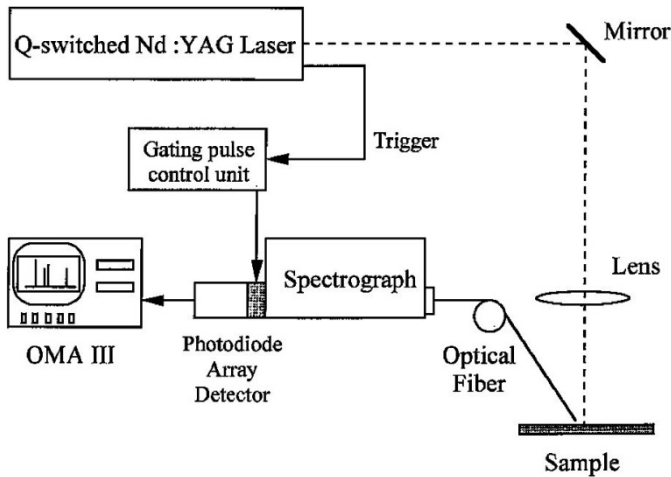 Q-switched Nd :YAG Laser
Mirror
Trigger
Gating pulse
control unit
Spectrograph
Lens
OMA III
Photodiode
Array
Detector
Optical
Fiber
Sample